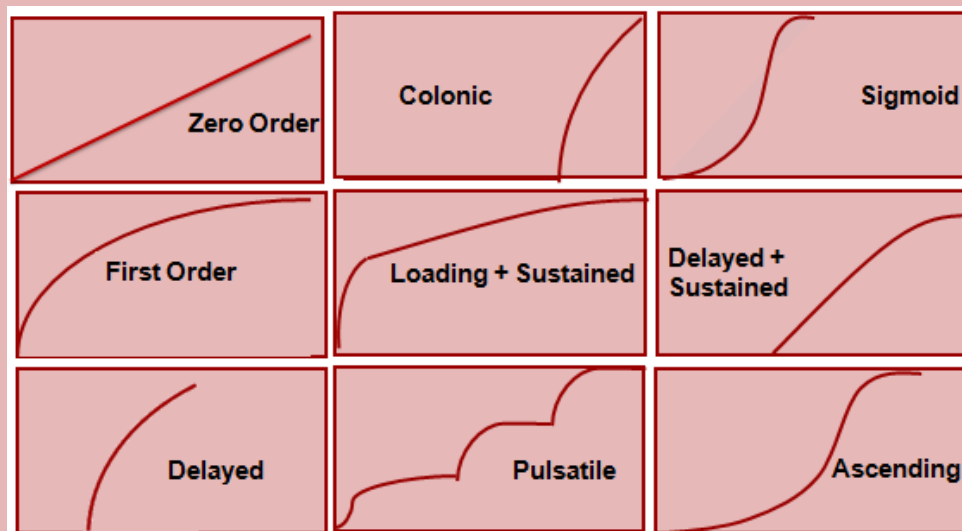 Zero Order
Colonic
Sigmoid
First Order
Loading + Sustained
Delayed +
Sustained
Delayed
Pulsatile
Ascending